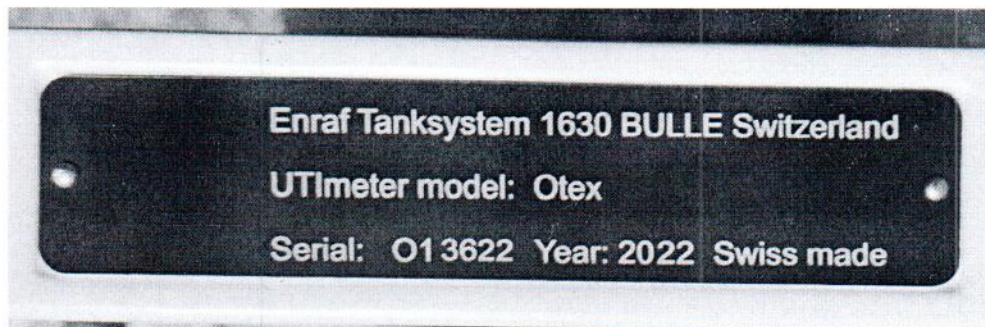 Enraf Tanksystem 1630 BULLE Switzerland
UTImeter model: Otex
Serial: O1 3622 Year: 2022 Swiss made